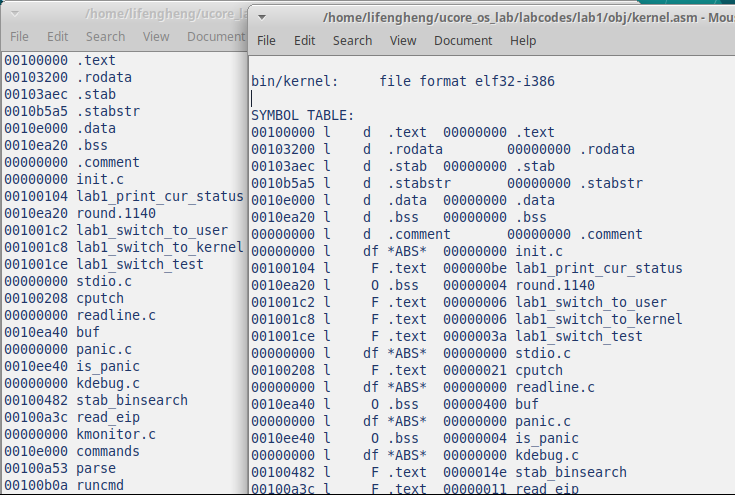 /home/lifengheng/ucore_os_la
File Edit Search View Document
00100000 .text
00103200 .rodata
00103aec .stab
0010b5a5 .stabstr
0010e000 .data
0010ea20 .bss
00000000 .comment
00000000 init.c
00100104 lab1_print_cur_status
0010ea20 round.1140
001001c2 lab1_switch_to_user
001001c8 lab1_switch_to_kernel
001001ce lab1_switch_test
00000000 stdio.c
00100208 cputch
00000000 readline.c
0010ea40 buf
00000000 panic.c
0010ee40 is_panic
00000000 kdebug.c
00100482 stab_binsearch
00100a3c read_eip
00000000 kmonitor.c
0010e000 commands
00100a53 parse
00100b0a runcmd
/home/lifengheng/ucore_os_lab/labcodes/lab1/obj/kernel.asm - Mous
File Edit Search View Document Help
bin/kernel:     file format elf32-i386
SYMBOL TABLE:
00100000 l    d  .text  00000000 .text
00103200 l    d  .rodata        00000000 .rodata
00103aec l    d  .stab  00000000 .stab
0010b5a5 l    d  .stabstr       00000000 .stabstr
0010e000 l    d  .data  00000000 .data
0010ea20 l    d  .bss   00000000 .bss
00000000 l    d  .comment       00000000 .comment
00000000 l    df *ABS*  00000000 init.c
00100104 l     F .text  000000be lab1_print_cur_status
0010ea20 l     O .bss   00000004 round.1140
001001c2 l     F .text  00000006 lab1_switch_to_user
001001c8 l     F .text  00000006 lab1_switch_to_kernel
001001ce l     F .text  0000003a lab1_switch_test
00000000 l    df *ABS*  00000000 stdio.c
00100208 l     F .text  00000021 cputch
00000000 l    df *ABS*  00000000 readline.c
0010ea40 l     O .bss   00000400 buf
00000000 l    df *ABS*  00000000 panic.c
0010ee40 l     O .bss   00000004 is_panic
00000000 l    df *ABS*  00000000 kdebug.c
00100482 l     F .text  0000014e stab_binsearch
00100a3c l     F .text  00000011 read_eip